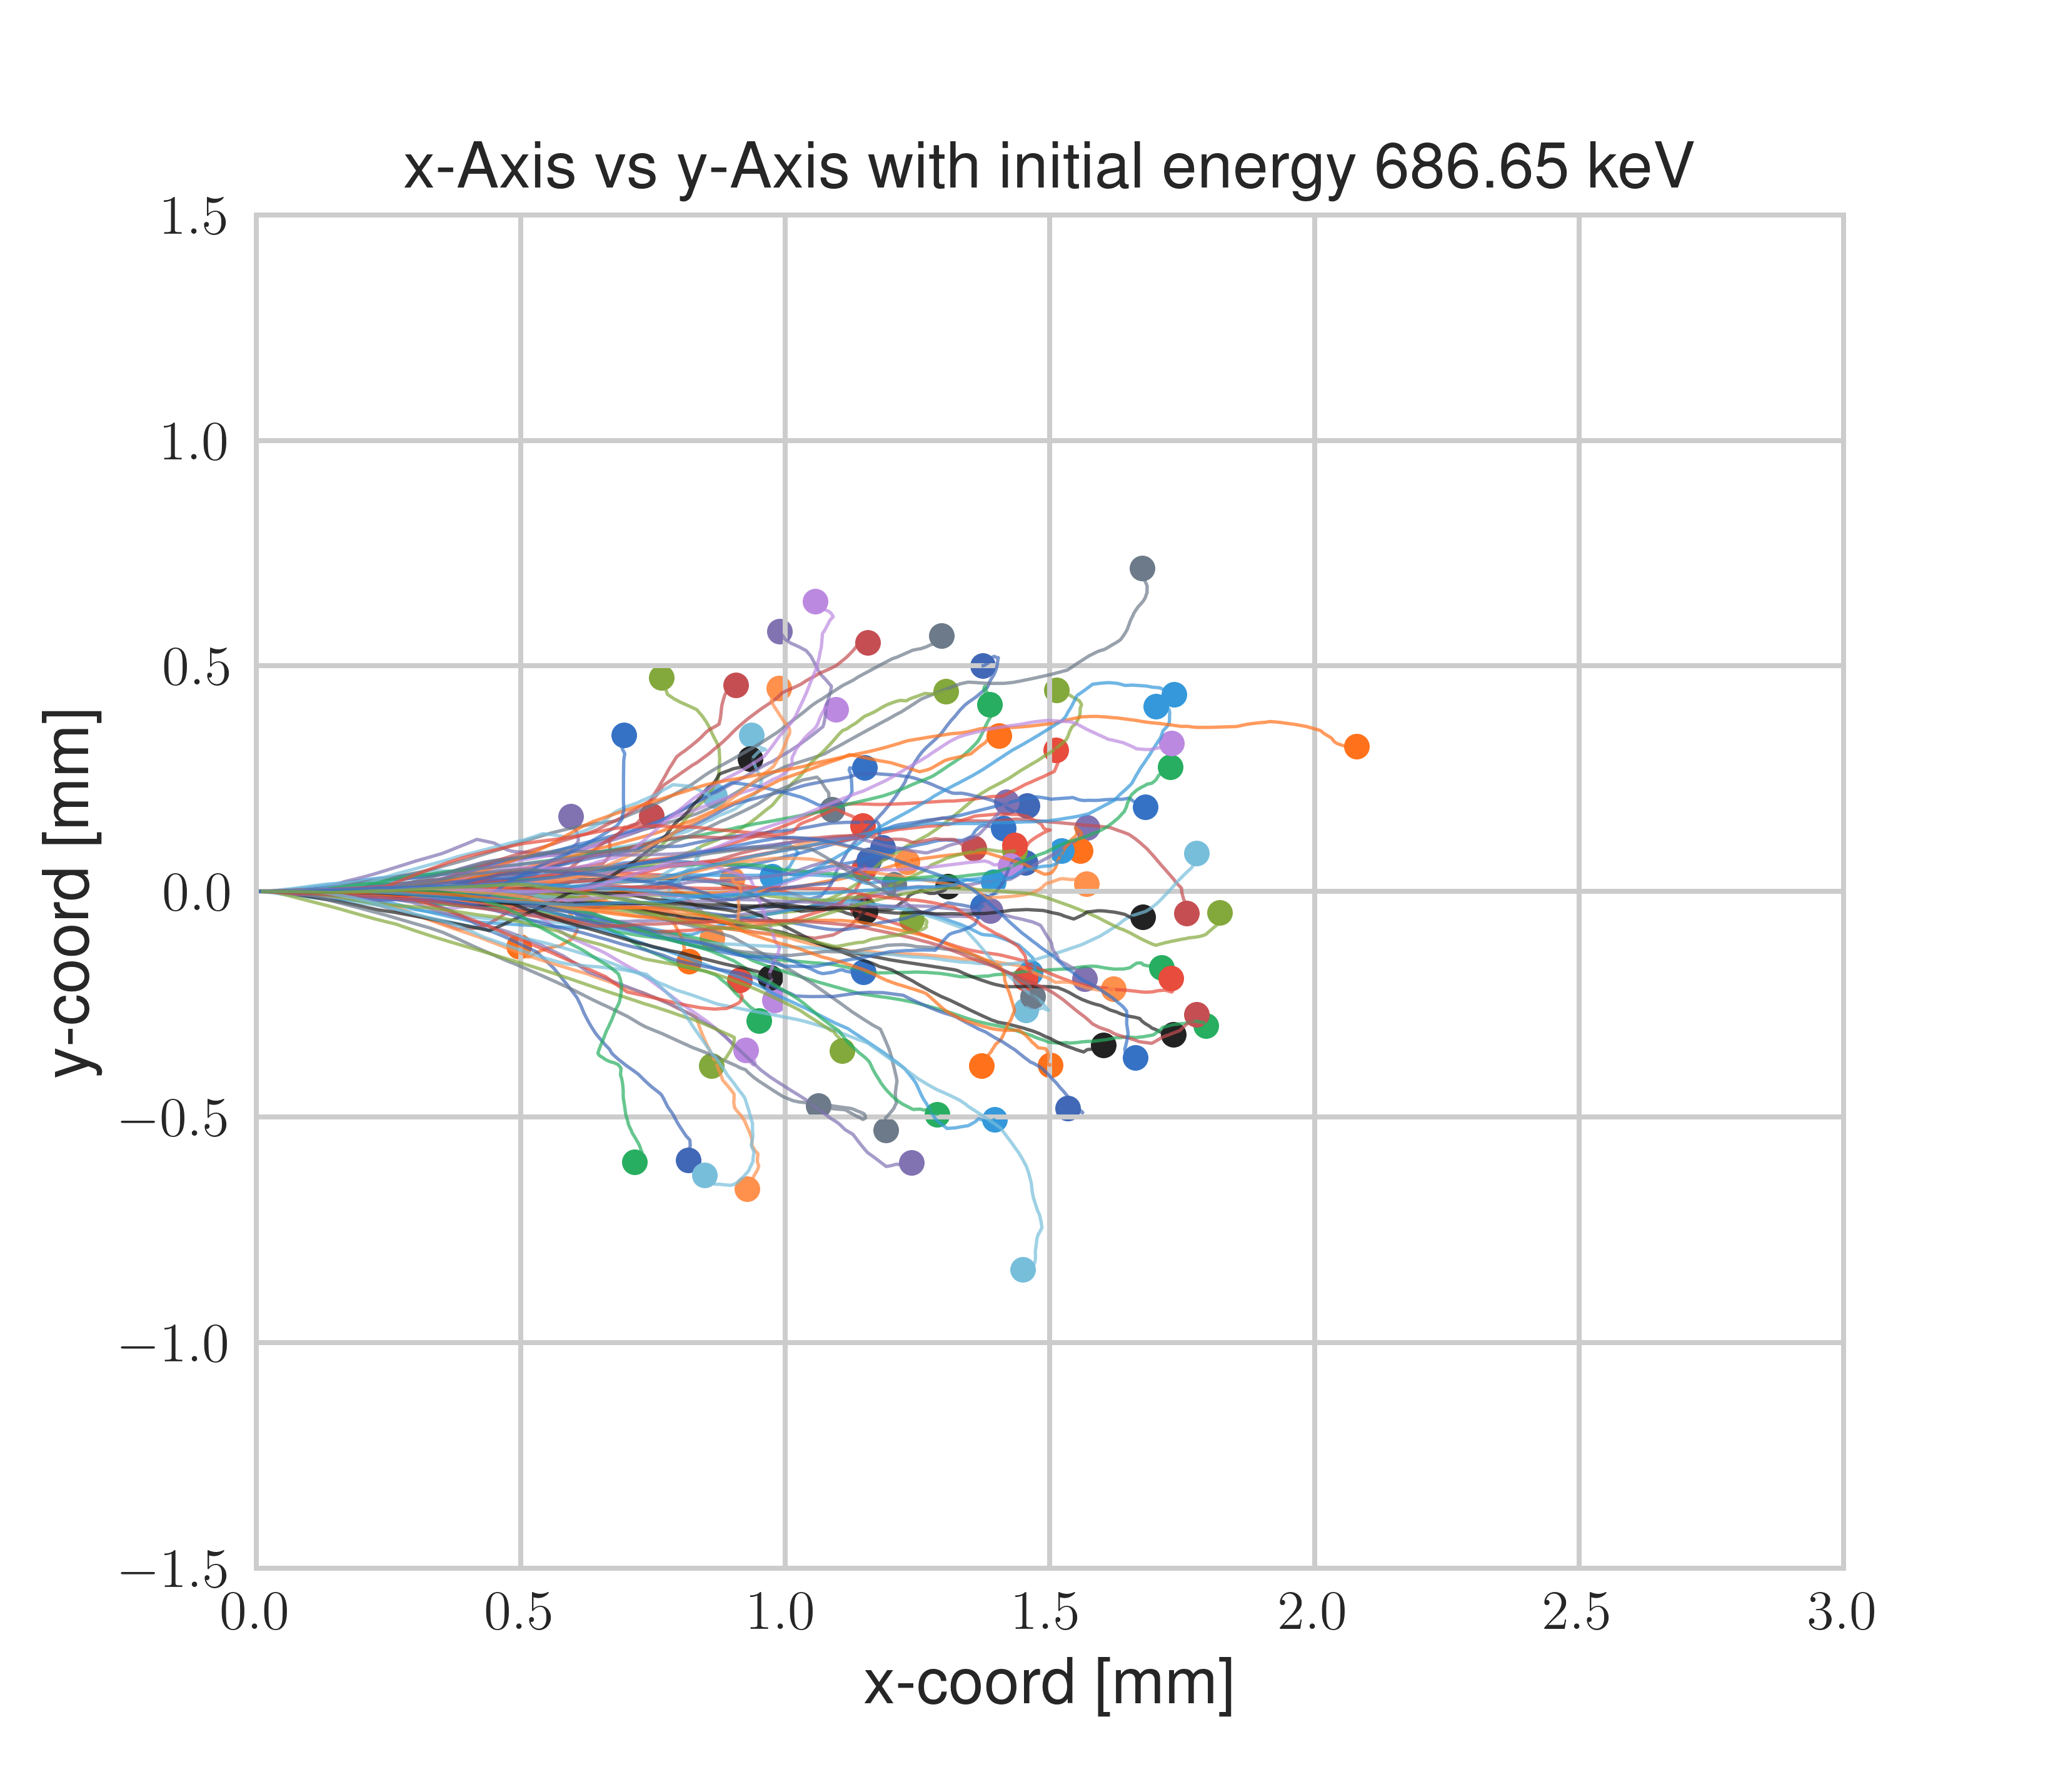 x-Axis vs y-Axis with initial energy 686.65 keV
1.5
1.0
0.5
0.0
−0.5
−1.0
−1.5
y-coord [mm]
0.0 0.5 1.0 1.5 2.0 2.5 3.0
x-coord [mm]